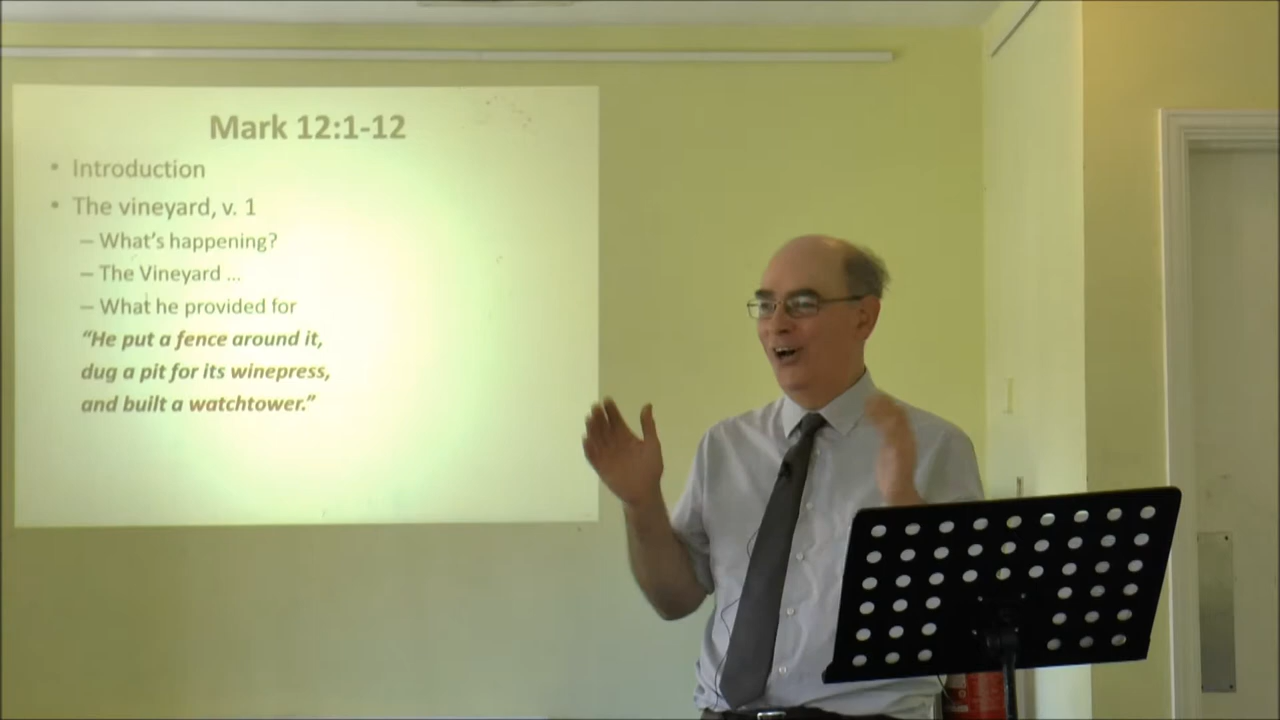 Mark 12:1-12
• Introduction
• The vineyard, v. 1
– What's happening?
– The Vineyard ...
– What he provided for
“He put a fence around it,
dug a pit for its winepress,
and built a watchtower.”